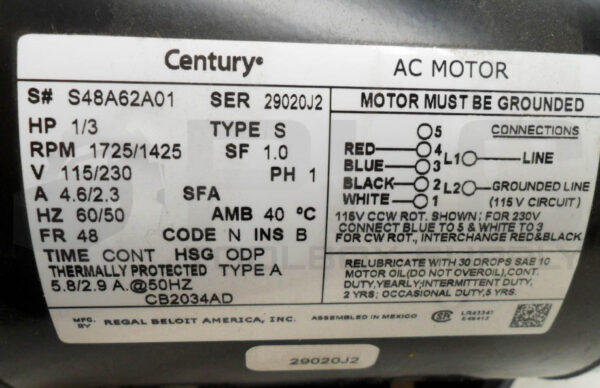 Century® AC MOTOR
S# S48A62A01 SER 29020J2
HP 1/3 TYPE S
RPM 1725/1425 SF 1.0
V 115/230 PH 1
A 4.6/2.3 SFA
HZ 60/50 AMB 40 °C
FR 48 CODE N INS B
TIME CONT HSG ODP
THERMALLY PROTECTED TYPE A
5.8/2.9 A.@50HZ
CB2034AD
MOTOR MUST BE GROUNDED
5 CONNECTIONS
RED 4 L1 LINE
BLUE 3
BLACK 2 L2 GROUNDED LINE
WHITE 1 (115V CIRCUIT)
115V CCW ROT. SHOWN; FOR 230V
CONNECT BLUE TO 5 & WHITE TO 3
FOR CW ROT., INTERCHANGE RED&BLACK
RELUBRICATE WITH 30 DROPS SAE 10
MOTOR OIL(DO NOT OVEROIL),CONT.
DUTY,YEARLY;INTERMITTENT DUTY,
2 YRS; OCCASIONAL DUTY,5 YRS.
MFG. BY REGAL BELOIT AMERICA, INC. ASSEMBLED IN MEXICO
29020J2